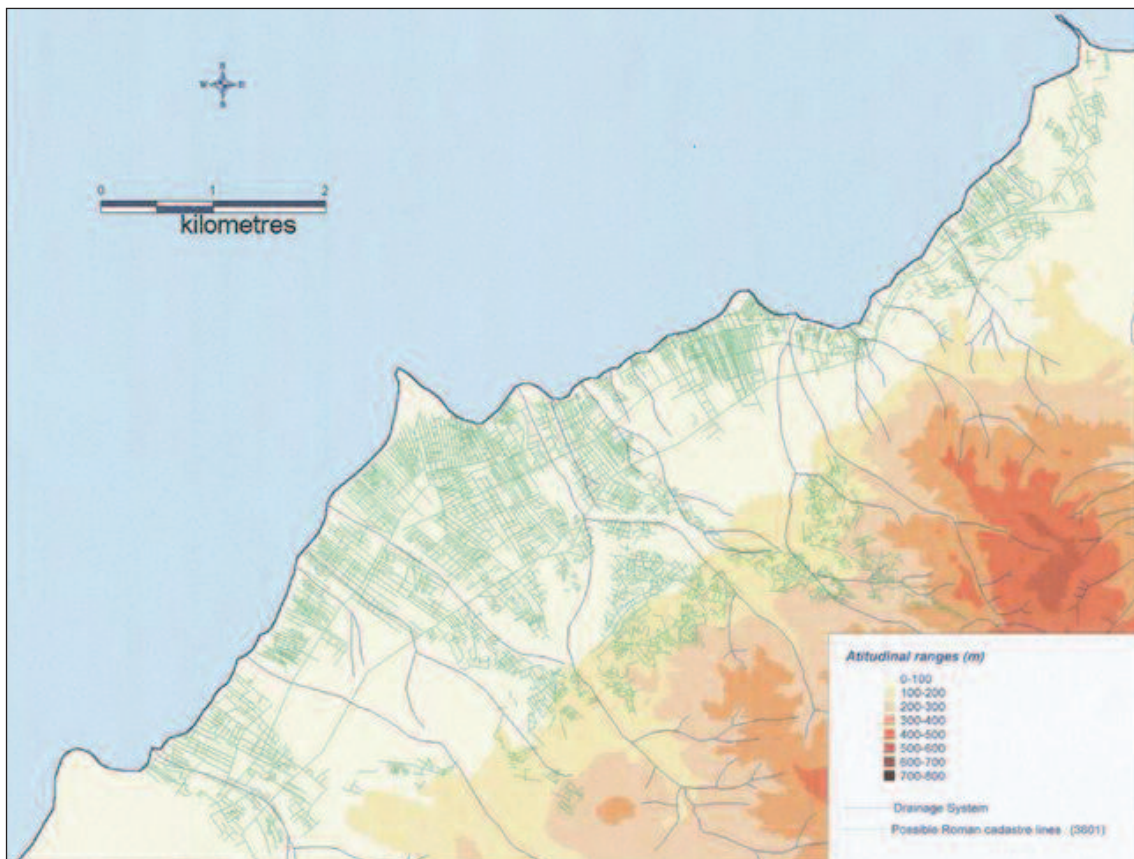 N
W E
S
0 1 2
kilometres
Atitudinal ranges (m)
0-100
100-200
200-300
300-400
400-500
500-600
600-700
700-800
Drainage System
Possible Roman cadastre lines (3601)